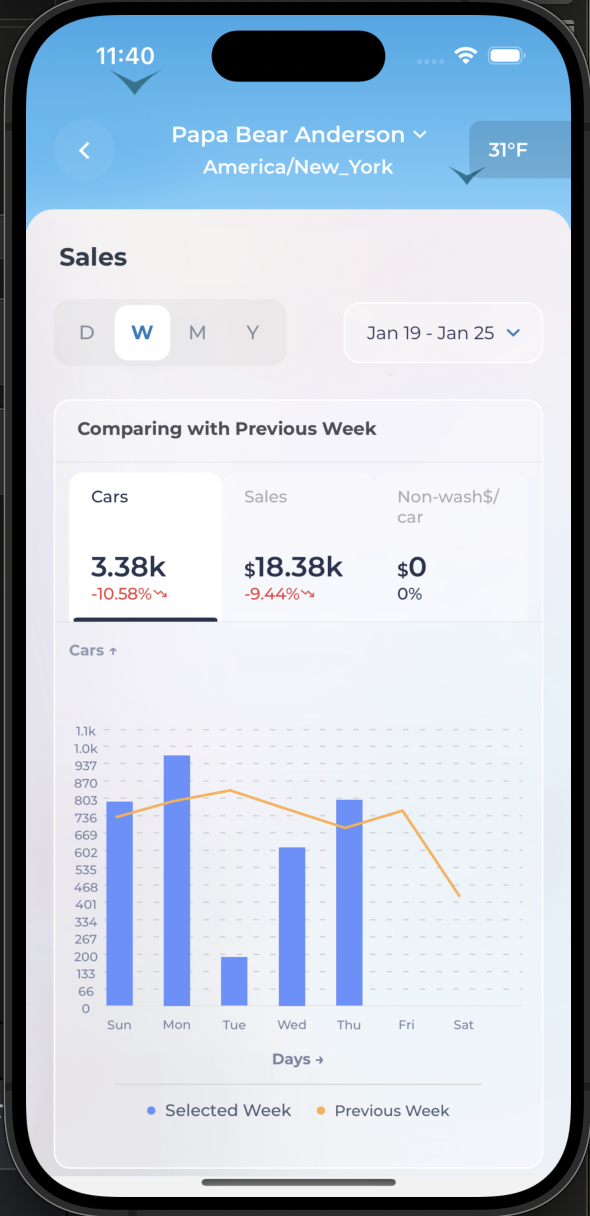 11:40
Papa Bear Anderson
America/New_York
31°F
Sales
D W M Y
Jan 19 - Jan 25
Comparing with Previous Week
Cars Sales Non-wash$/
car
3.38k $18.38k $0
-10.58% -9.44% 0%
Cars ↑
1.1k
1.0k
937
870
803
736
669
602
535
468
401
334
267
200
133
66
0
Sun Mon Tue Wed Thu Fri Sat
Days →
Selected Week Previous Week